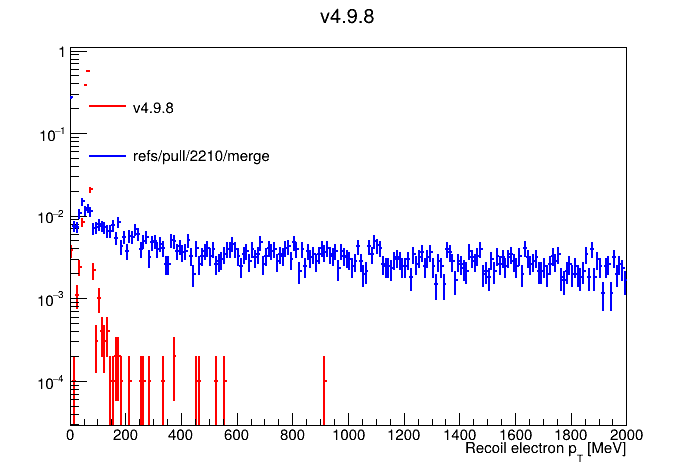 v4.9.8
1
10⁻¹
10⁻²
10⁻³
10⁻⁴
v4.9.8
refs/pull/2210/merge
0 200 400 600 800 1000 1200 1400 1600 1800 2000
Recoil electron p_T [MeV]